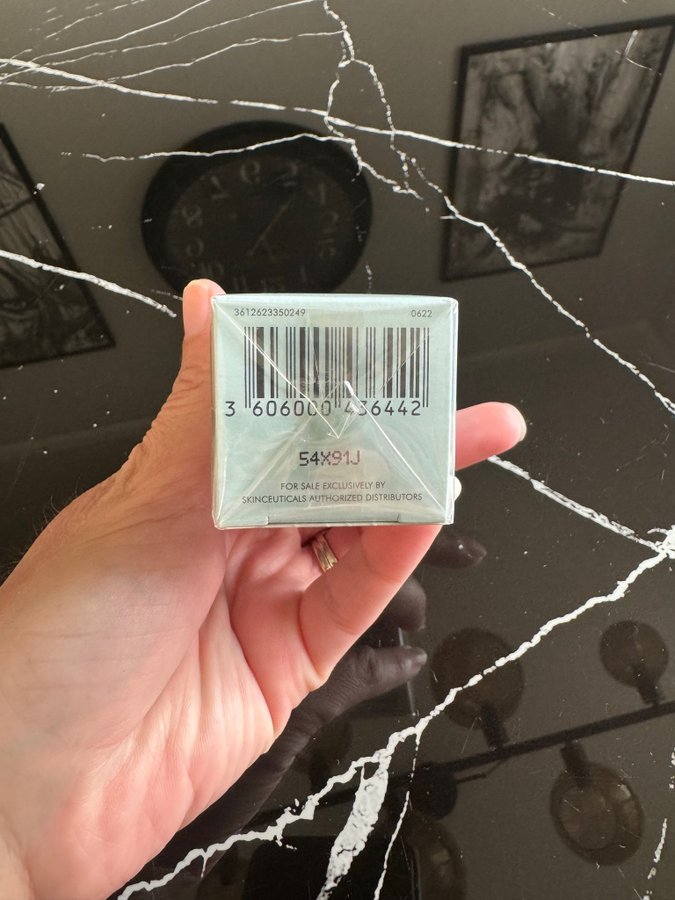 3612623350249 0622
3 606000 436442
54X91J
FOR SALE EXCLUSIVELY BY
SKINCEUTICALS AUTHORIZED DISTRIBUTORS